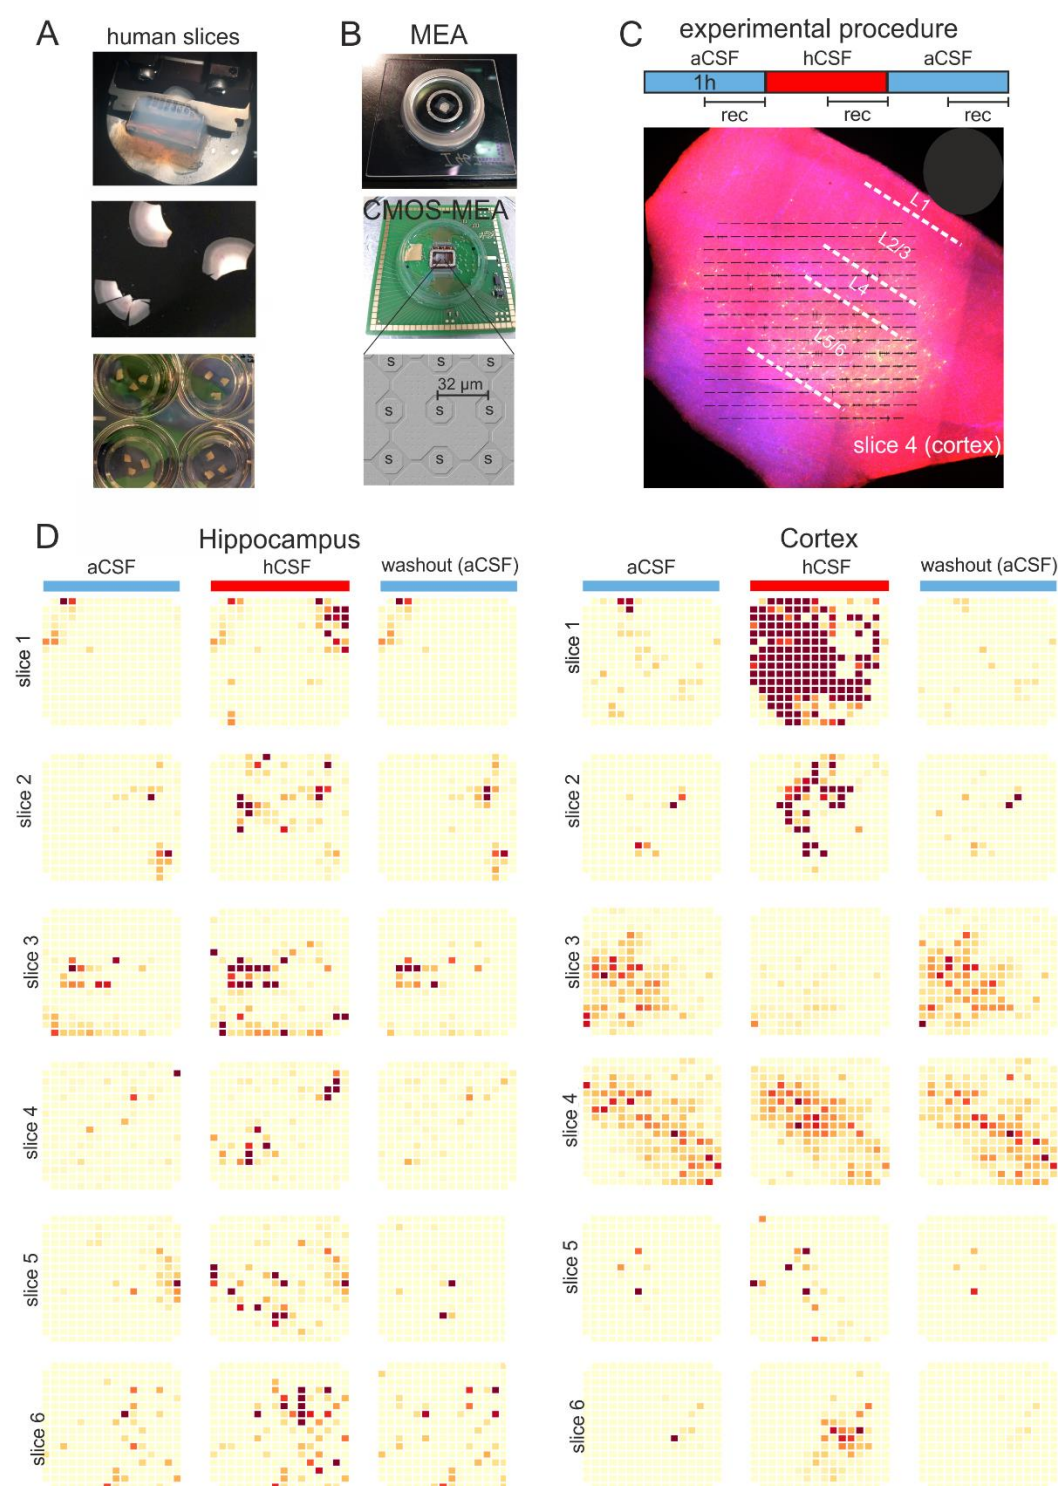 A
human slices
B
MEA
CMOS-MEA
s s s
32 µm
s s s
s s s
C
experimental procedure
aCSF hCSF aCSF
1h
rec rec rec
L1
L2/3
L4
L5/6
slice 4 (cortex)
D
Hippocampus
aCSF hCSF washout (aCSF)
slice 1
slice 2
slice 3
slice 4
slice 5
slice 6
Cortex
aCSF hCSF washout (aCSF)
slice 1
slice 2
slice 3
slice 4
slice 5
slice 6